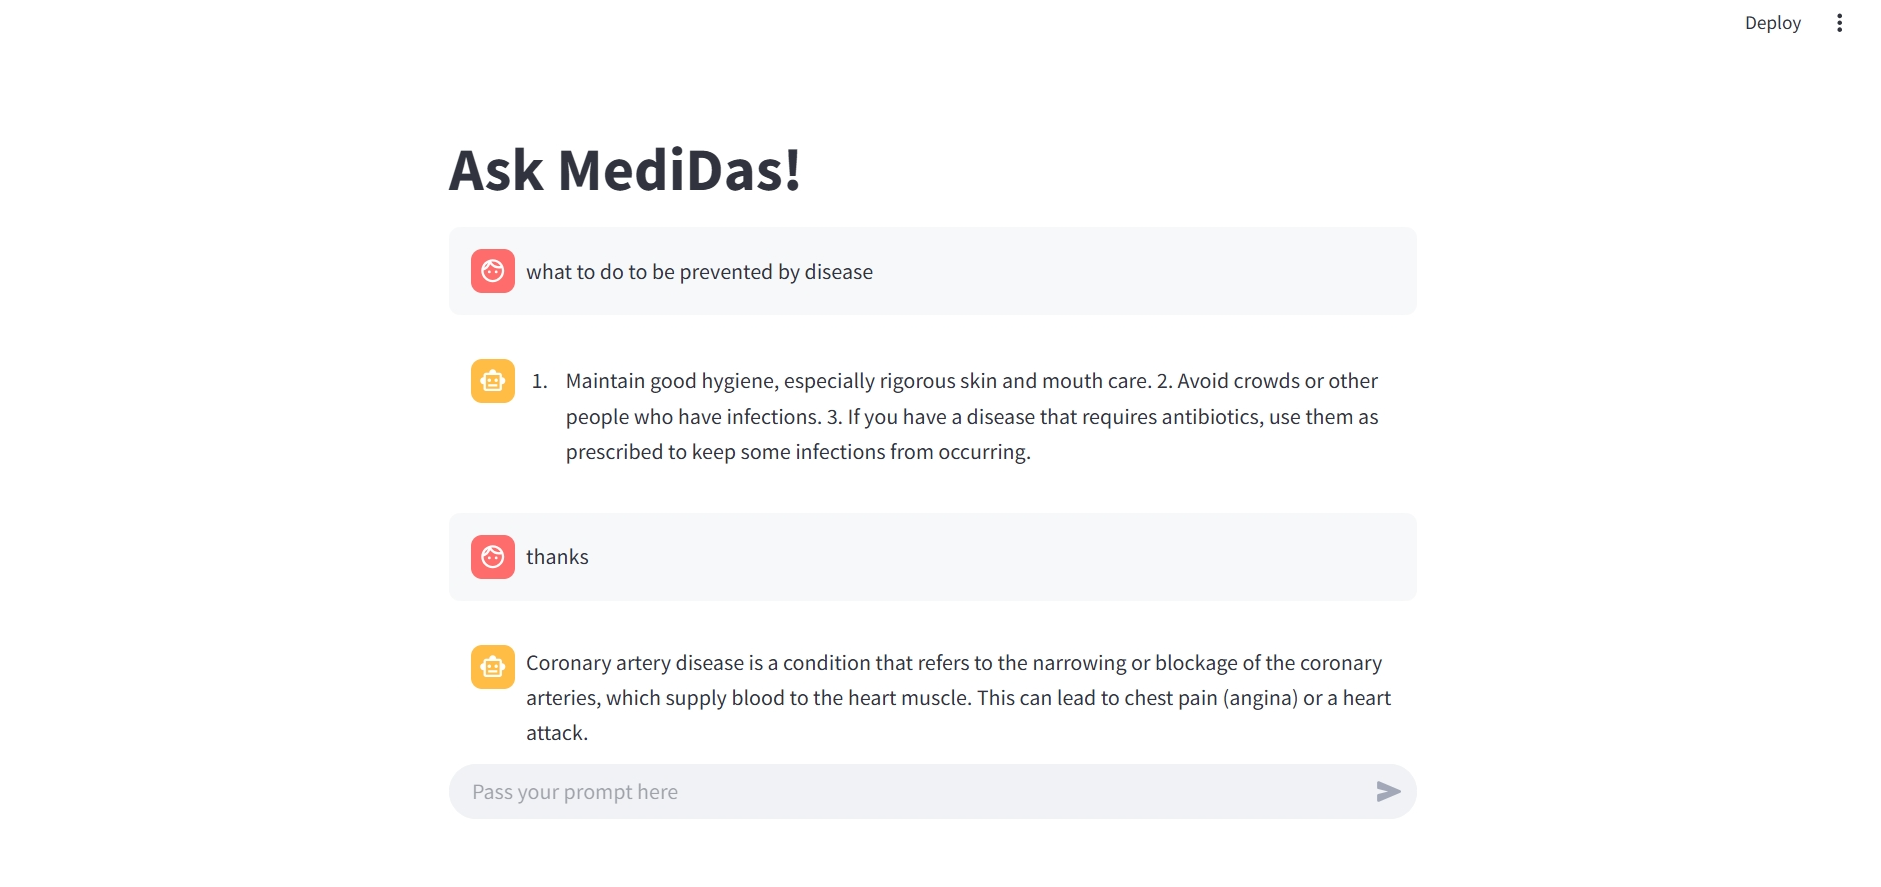 Deploy
Ask MediDas!
what to do to be prevented by disease
1. Maintain good hygiene, especially rigorous skin and mouth care. 2. Avoid crowds or other
people who have infections. 3. If you have a disease that requires antibiotics, use them as
prescribed to keep some infections from occurring.
thanks
Coronary artery disease is a condition that refers to the narrowing or blockage of the coronary
arteries, which supply blood to the heart muscle. This can lead to chest pain (angina) or a heart
attack.
Pass your prompt here